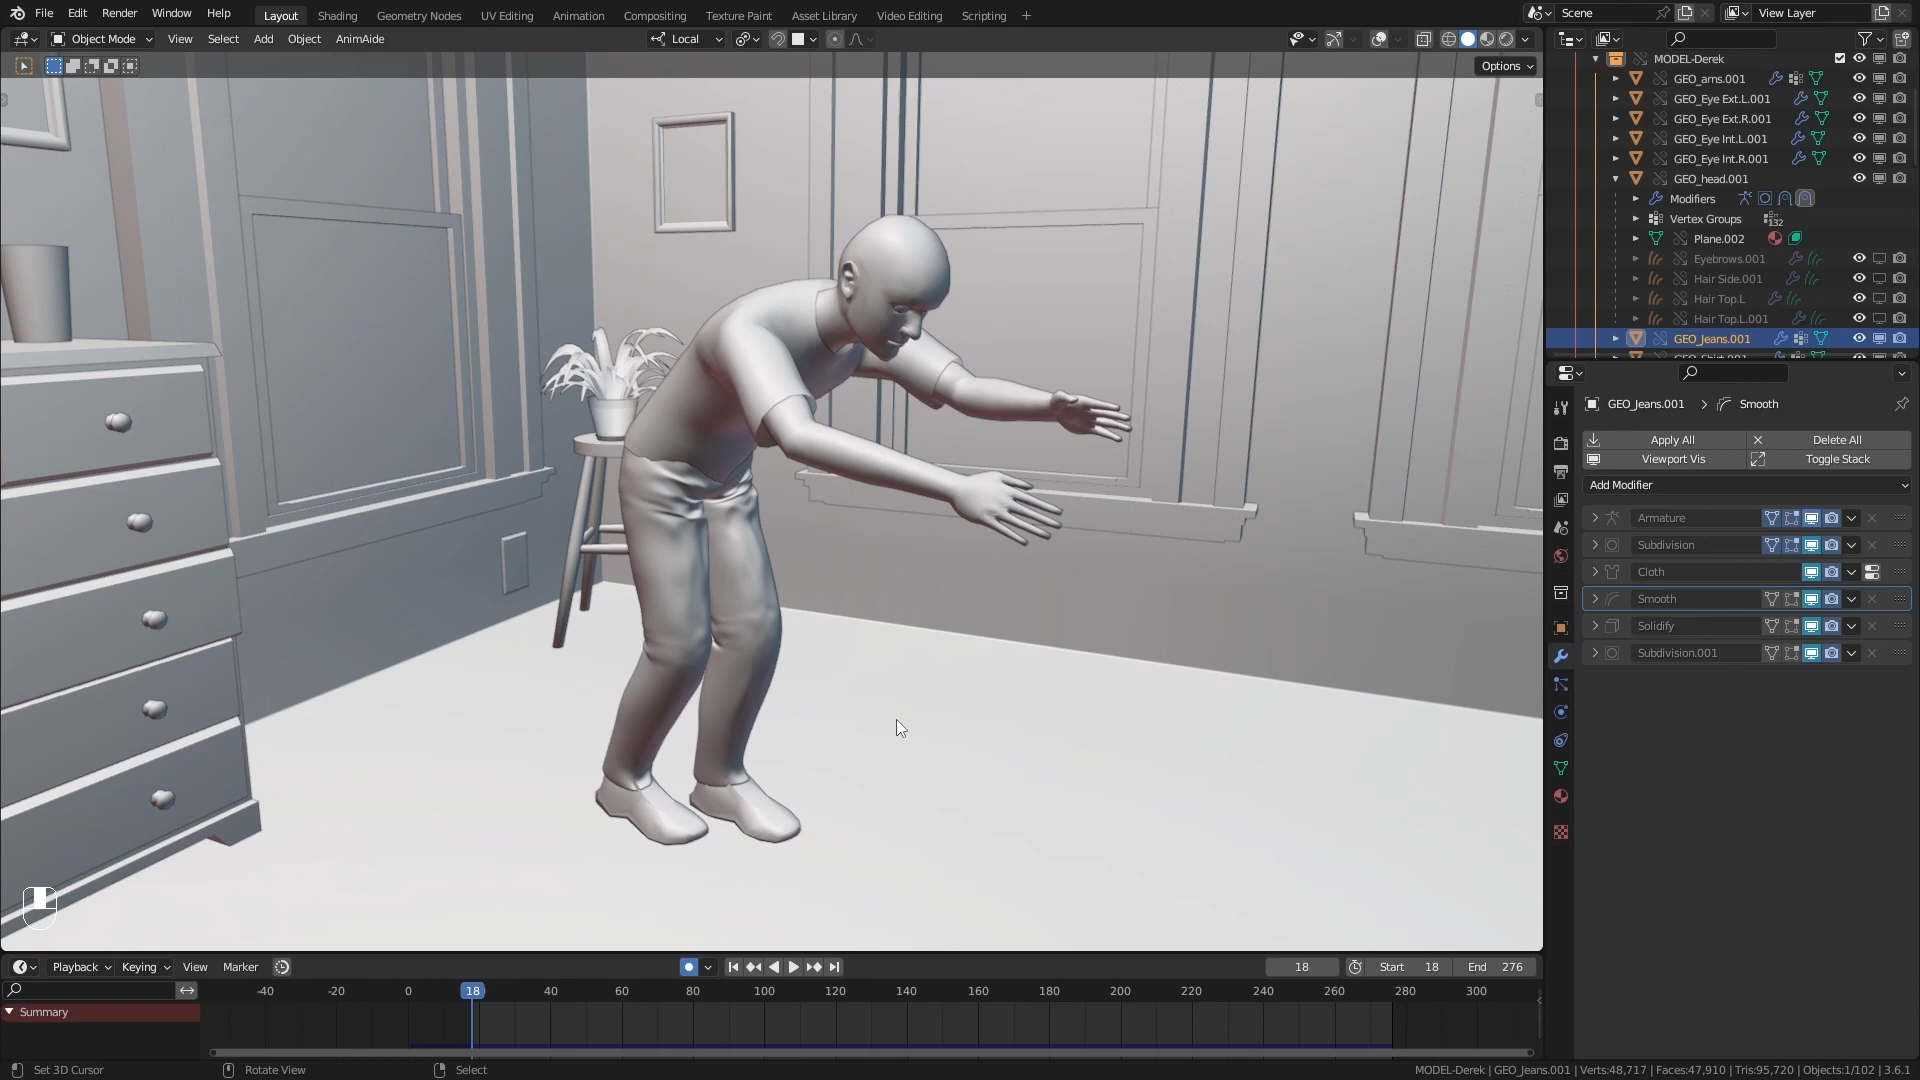 File Edit Render Window Help Layout Shading Geometry Nodes UV Editing Animation Compositing Texture Paint Asset Library Video Editing Scripting + Scene View Layer
Object Mode View Select Add Object AnimAide Local
Options
MODEL-Derek
GEO_arns.001
GEO_Eye Ext.L.001
GEO_Eye Ext.R.001
GEO_Eye Int.L.001
GEO_Eye Int.R.001
GEO_head.001
Modifiers
Vertex Groups 132
Plane.002
Eyebrows.001
Hair Side.001
Hair Top.L
Hair Top.L.001
GEO_Jeans.001
GEO_Shirt.001
GEO_Jeans.001 > Smooth
Apply All Delete All
Viewport Vis Toggle Stack
Add Modifier
Armature
Subdivision
Cloth
Smooth
Solidify
Subdivision.001
Playback Keying View Marker 18 Start 18 End 276
-40 -20 0 18 40 60 80 100 120 140 160 180 200 220 240 260 280 300
Summary
Set 3D Cursor Rotate View Select MODEL-Derek | GEO_Jeans.001 | Verts:48,717 | Faces:47,910 | Tris:95,720 | Objects:1/102 | 3.6.1